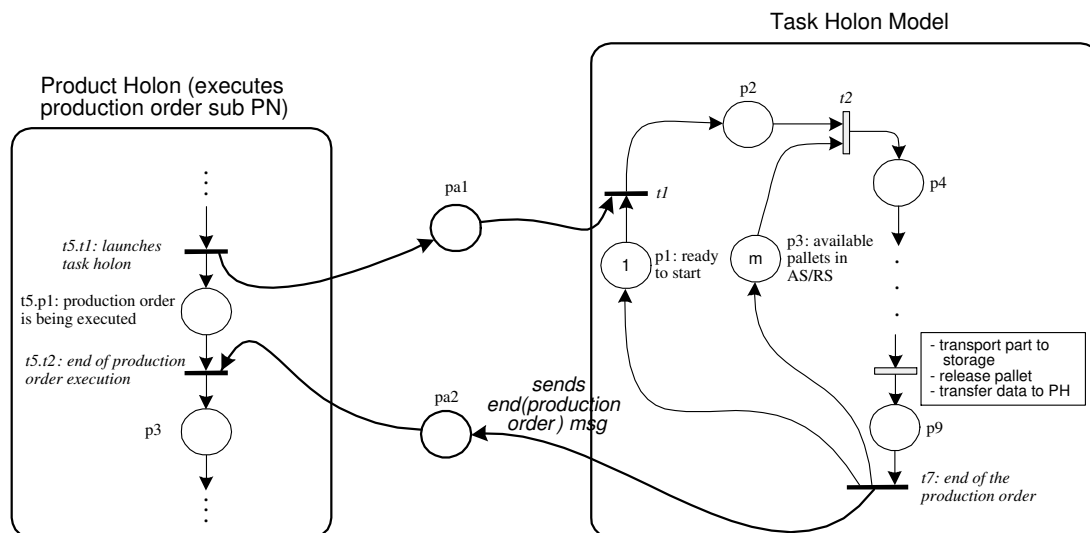 Task Holon Model
Product Holon (executes
production order sub PN)
p2
t2
pa1
p4
t1
t5.t1: launches
task holon
p3: available
pallets in
AS/RS
p1: ready
to start
1
m
t5.p1: production order
is being executed
t5.t2: end of production
order execution
- transport part to
storage
- release pallet
- transfer data to PH
sends
end(production
order) msg
pa2
p3
p9
t7: end of the
production order